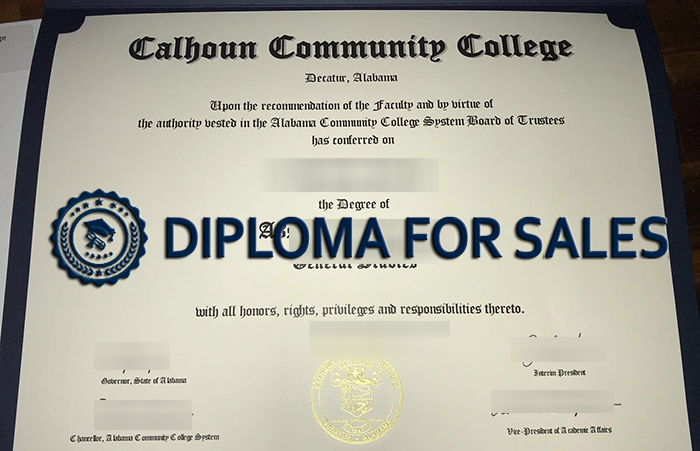 Calhoun Community College
Decatur, Alabama
Upon the recommendation of the Faculty and by virtue of
the authority vested in the Alabama Community College System Board of Trustees
has conferred on
the Degree of
DIPLOMA FOR SALES
General Studies
with all honors, rights, privileges and responsibilities thereto.
Governor, State of Alabama
Interim President
Chancellor, Alabama Community College System
Vice-President of Academic Affairs